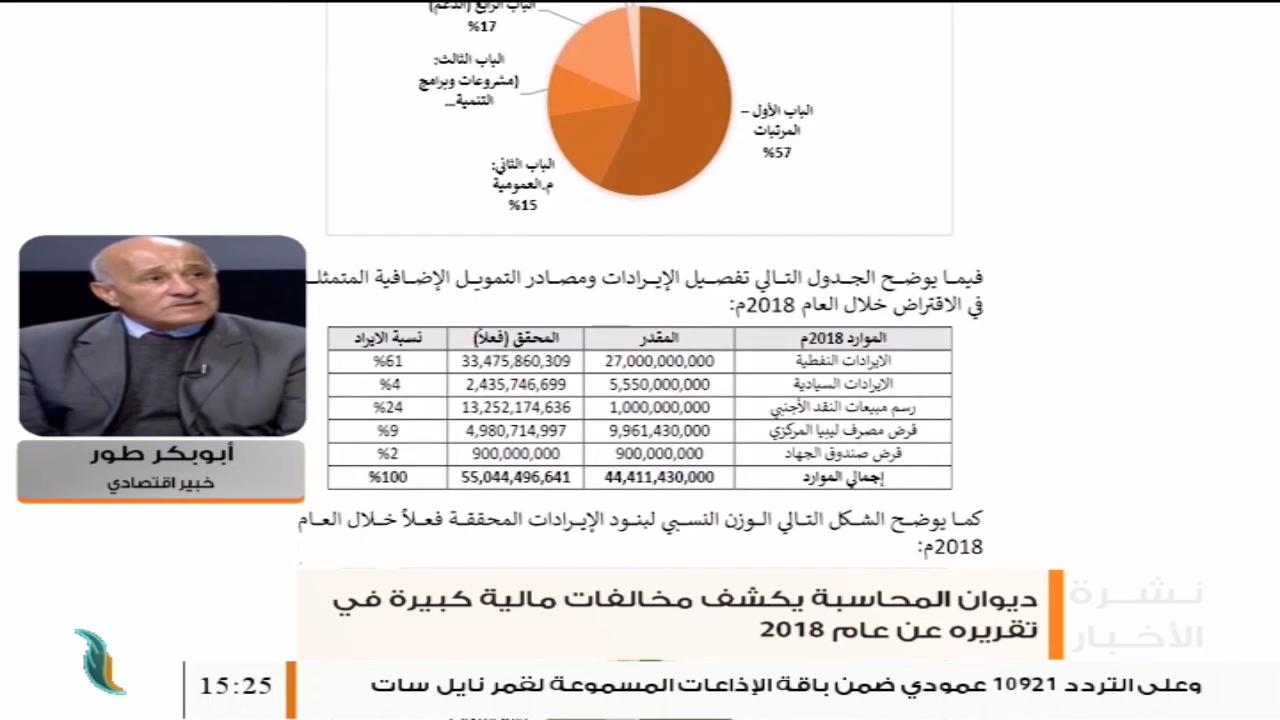 الباب الرابع (الدعم)
%17
الباب الثالث:
(مشروعات وبرامج
التنمية...
الباب الأول –
المرتبات
%57
الباب الثاني:
م.العمومية
%15
فيما يوضح الجدول التالي تفصيل الإيرادات ومصادر التمويل الإضافية المتمثلـ
في الاقتراض خلال العام 2018م:
الموارد 2018م المقدر المحقق (فعلاً) نسبة الايراد
الايرادات النفطية 27,000,000,000 33,475,860,309 %61
الايرادات السيادية 5,550,000,000 2,435,746,699 %4
رسم مبيعات النقد الأجنبي 1,000,000,000 13,252,174,636 %24
قرض مصرف ليبيا المركزي 9,961,430,000 4,980,714,997 %9
قرض صندوق الجهاد 900,000,000 900,000,000 %2
إجمالي الموارد 44,411,430,000 55,044,496,641 %100
كما يوضح الشكل التالي الوزن النسبي لبنود الإيرادات المحققة فعلاً خلال العام
2018م:
أبوبكر طور
خبير اقتصادي
نشرة
الأخبار
ديوان المحاسبة يكشف مخالفات مالية كبيرة في
تقريره عن عام 2018
وعلى التردد 10921 عمودي ضمن باقة الإذاعات المسموعة لقمر نايل سات
15:25